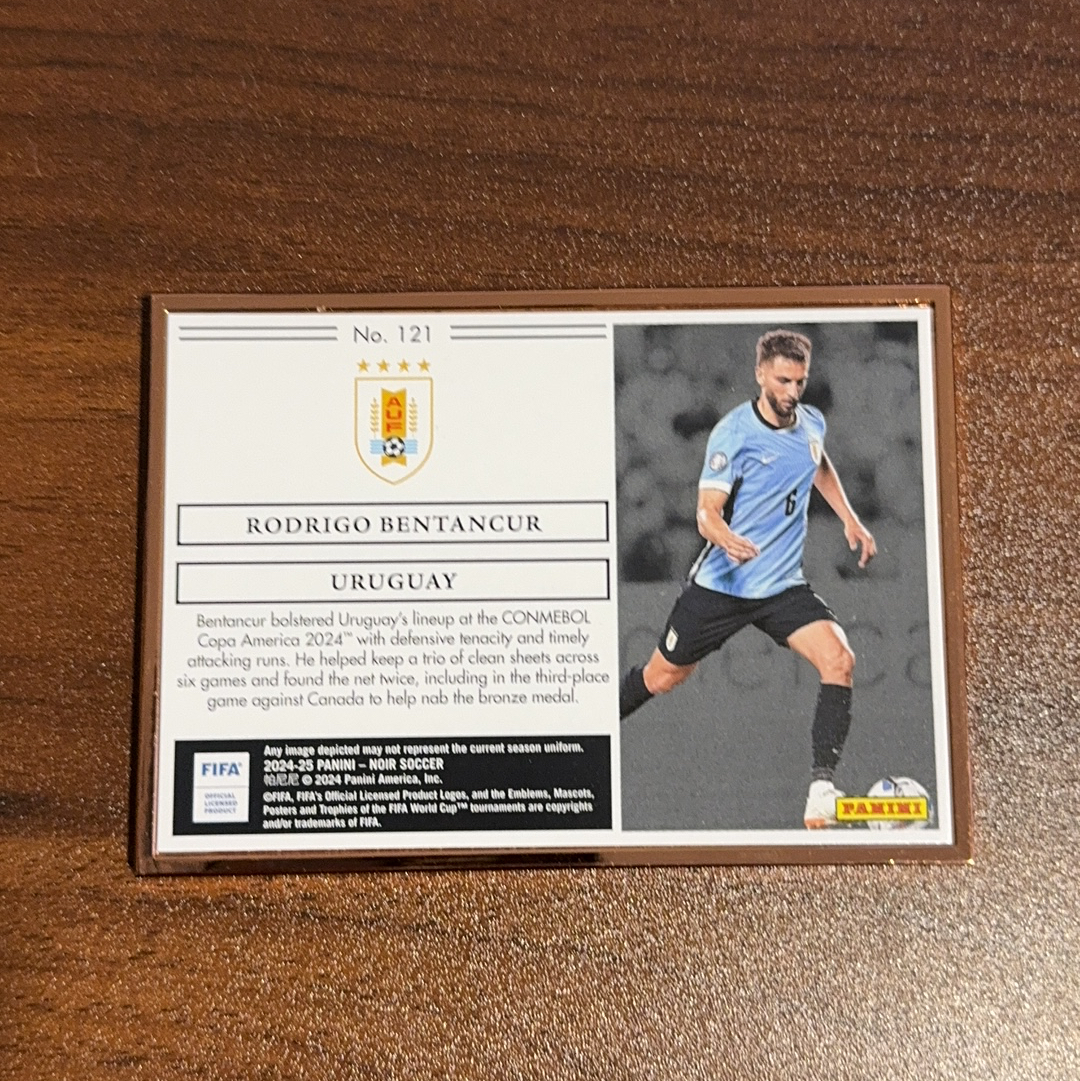 No. 121
AUF
RODRIGO BENTANCUR
URUGUAY
Bentancur bolstered Uruguay's lineup at the CONMEBOL
Copa America 2024™ with defensive tenacity and timely
attacking runs. He helped keep a trio of clean sheets across
six games and found the net twice, including in the third-place
game against Canada to help nab the bronze medal.
FIFA®
OFFICIAL
LICENSED
PRODUCT
Any image depicted may not represent the current season uniform.
2024-25 PANINI – NOIR SOCCER
帕尼尼 © 2024 Panini America, Inc.
©FIFA, FIFA's Official Licensed Product Logos, and the Emblems, Mascots,
Posters and Trophies of the FIFA World Cup™ tournaments are copyrights
and/or trademarks of FIFA.
6
PANINI